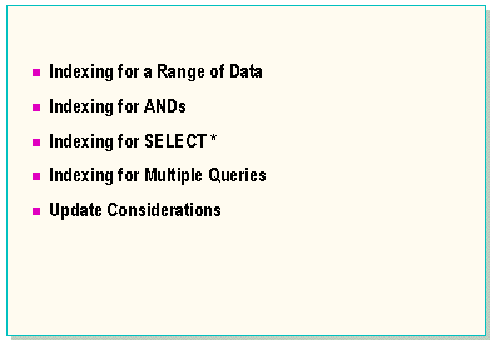 Indexing for a Range of Data
Indexing for ANDs
Indexing for SELECT *
Indexing for Multiple Queries
Update Considerations